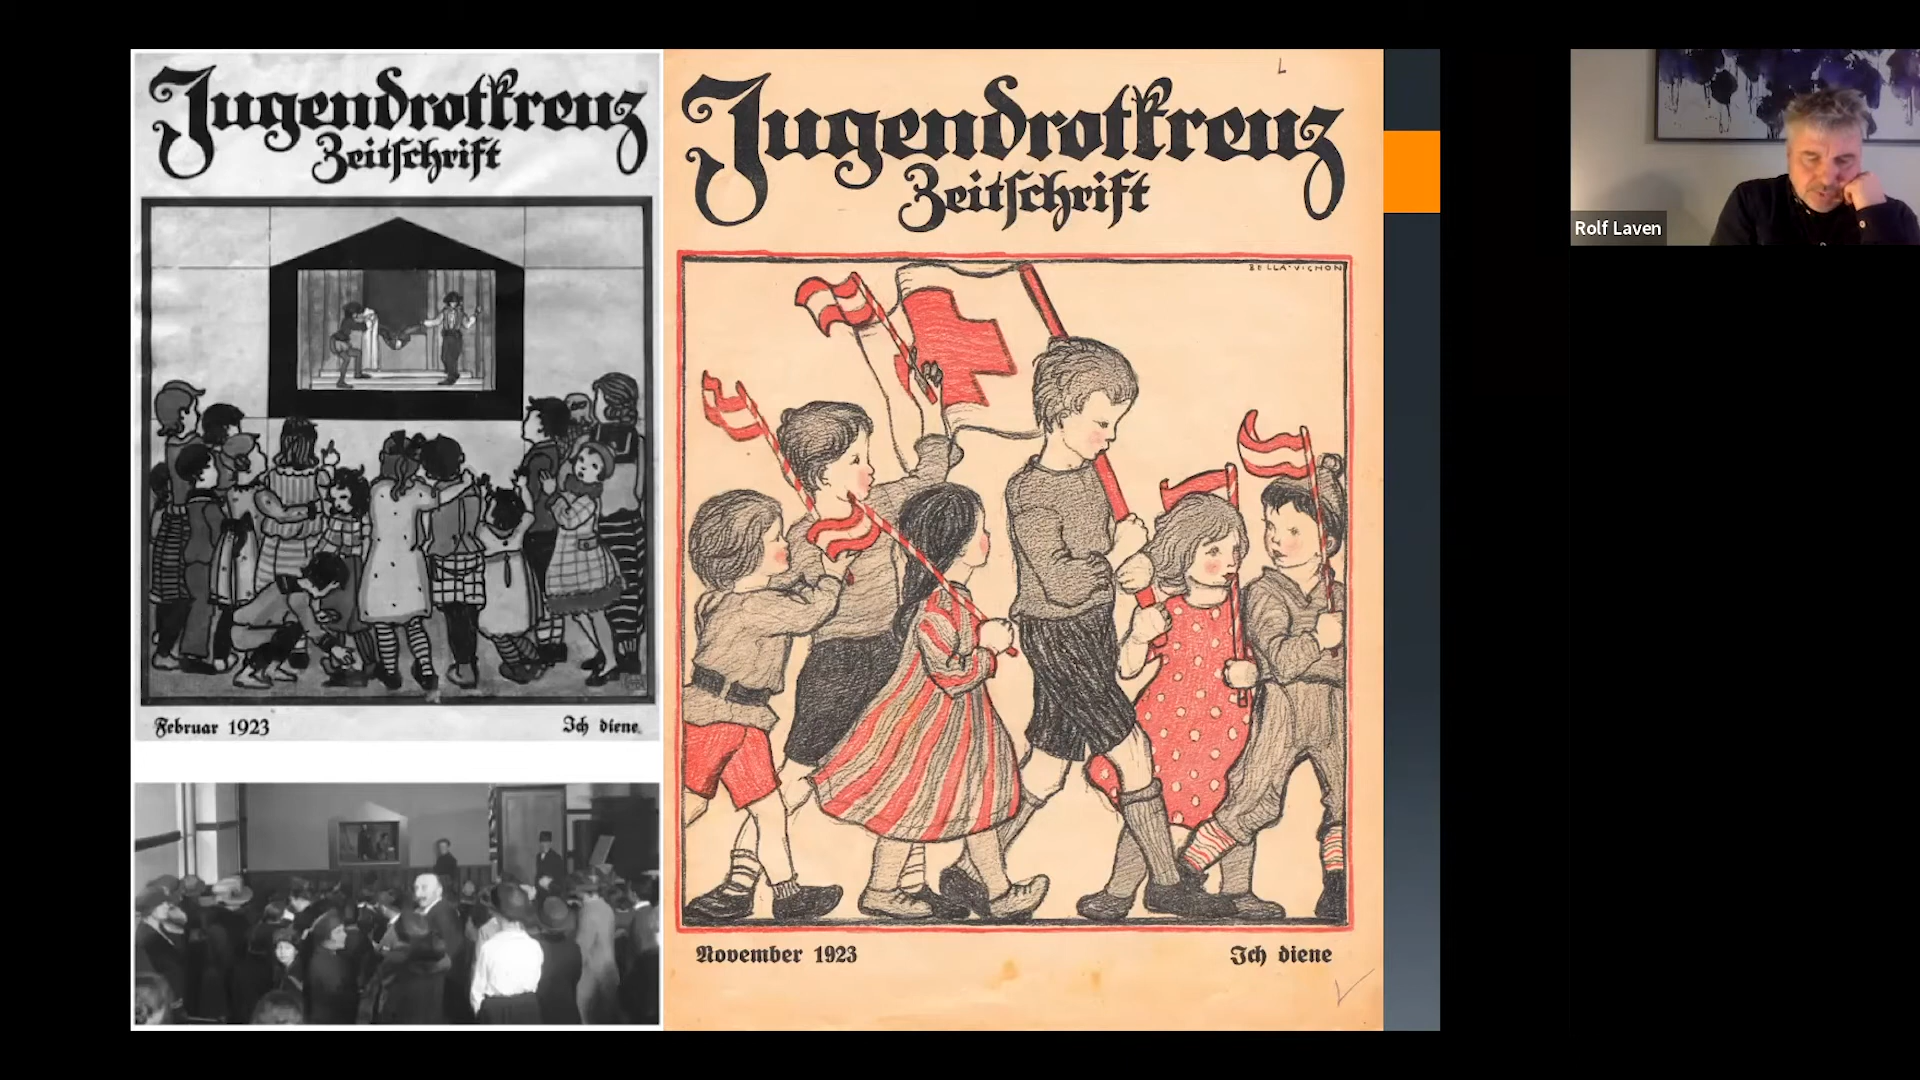 Jugendrotkreuz
Zeitschrift
Februar 1923
Ich diene
Jugendrotkreuz
Zeitschrift
BELLA·VICHON
November 1923
Ich diene
Rolf Laven